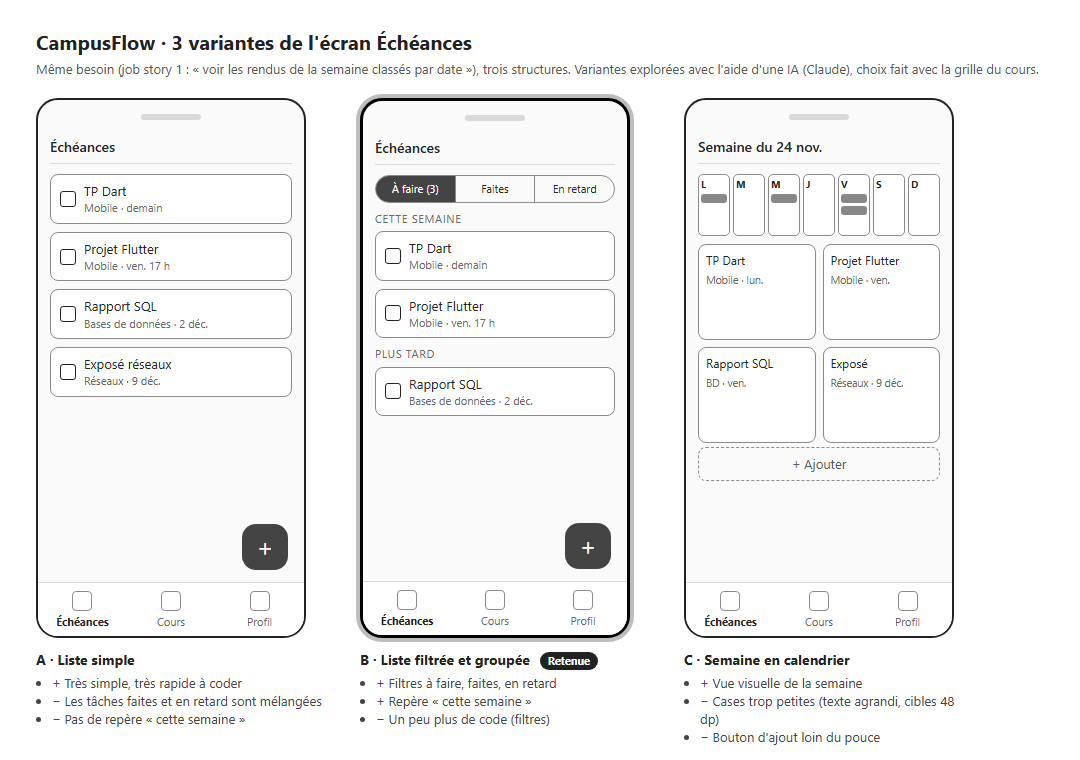 CampusFlow · 3 variantes de l'écran Échéances
Même besoin (job story 1 : « voir les rendus de la semaine classés par date »), trois structures. Variantes explorées avec l'aide d'une IA (Claude), choix fait avec la grille du cours.
Échéances
TP Dart
Mobile · demain
Projet Flutter
Mobile · ven. 17 h
Rapport SQL
Bases de données · 2 déc.
Exposé réseaux
Réseaux · 9 déc.
+
Échéances Cours Profil
A · Liste simple
+ Très simple, très rapide à coder
− Les tâches faites et en retard sont mélangées
− Pas de repère « cette semaine »
Échéances
À faire (3) Faites En retard
CETTE SEMAINE
TP Dart
Mobile · demain
Projet Flutter
Mobile · ven. 17 h
PLUS TARD
Rapport SQL
Bases de données · 2 déc.
+
Échéances Cours Profil
B · Liste filtrée et groupée Retenue
+ Filtres à faire, faites, en retard
+ Repère « cette semaine »
− Un peu plus de code (filtres)
Semaine du 24 nov.
L M M J V S D
TP Dart
Mobile · lun.
Projet Flutter
Mobile · ven.
Rapport SQL
BD · ven.
Exposé
Réseaux · 9 déc.
+ Ajouter
Échéances Cours Profil
C · Semaine en calendrier
+ Vue visuelle de la semaine
− Cases trop petites (texte agrandi, cibles 48
dp)
− Bouton d'ajout loin du pouce